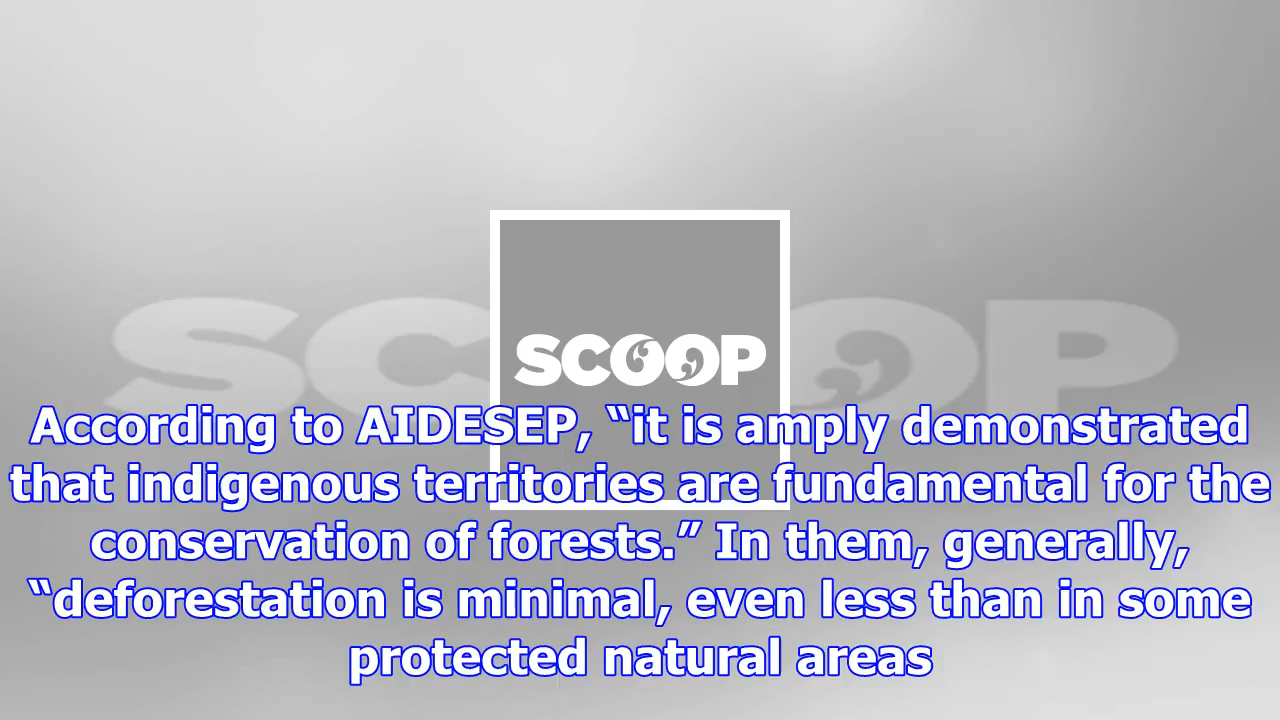 SCOOP
SCOOP
According to AIDESEP, “it is amply demonstrated
that indigenous territories are fundamental for the
conservation of forests.” In them, generally,
“deforestation is minimal, even less than in some
protected natural areas